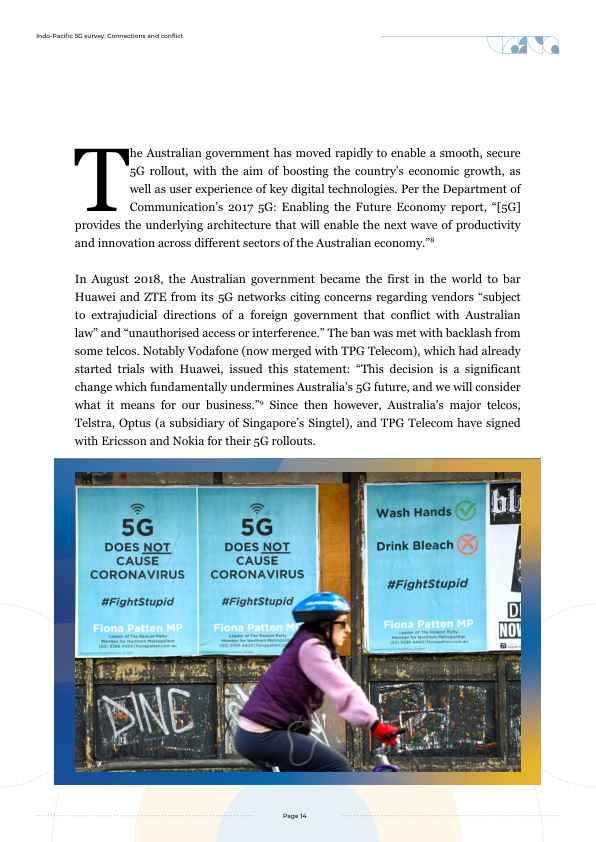 Indo-Pacific 5G survey: Connections and conflict
The Australian government has moved rapidly to enable a smooth, secure
5G rollout, with the aim of boosting the country’s economic growth, as
well as user experience of key digital technologies. Per the Department of
Communication’s 2017 5G: Enabling the Future Economy report, “[5G]
provides the underlying architecture that will enable the next wave of productivity
and innovation across different sectors of the Australian economy.”⁸
In August 2018, the Australian government became the first in the world to bar
Huawei and ZTE from its 5G networks citing concerns regarding vendors “subject
to extrajudicial directions of a foreign government that conflict with Australian
law” and “unauthorised access or interference.” The ban was met with backlash from
some telcos. Notably Vodafone (now merged with TPG Telecom), which had already
started trials with Huawei, issued this statement: “This decision is a significant
change which fundamentally undermines Australia’s 5G future, and we will consider
what it means for our business.”⁹ Since then however, Australia’s major telcos,
Telstra, Optus (a subsidiary of Singapore’s Singtel), and TPG Telecom have signed
with Ericsson and Nokia for their 5G rollouts.
5G
DOES NOT
CAUSE
CORONAVIRUS
#FightStupid
Fiona Patten MP
Leader of The Reason Party
Member for Northern Metropolitan
(03) 9386 4400 | fionapatten.com.au
5G
DOES NOT
CAUSE
CORONAVIRUS
#FightStupid
Fiona Patten MP
Leader of The Reason Party
Member for Northern Metropolitan
(03) 9386 4400 | fionapatten.com.au
Wash Hands
Drink Bleach
#FightStupid
Fiona Patten MP
Leader of The Reason Party
Member for Northern Metropolitan
(03) 9386 4400 | fionapatten.com.au
DINE
Page 14